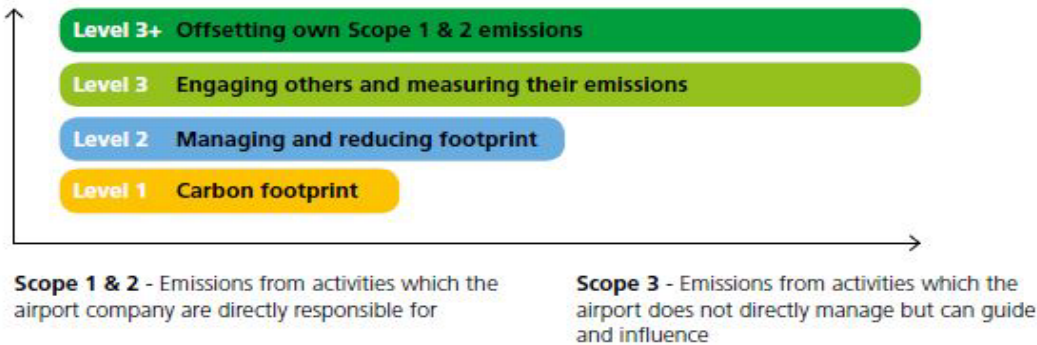 Level 3+ Offsetting own Scope 1 & 2 emissions
Level 3 Engaging others and measuring their emissions
Level 2 Managing and reducing footprint
Level 1 Carbon footprint
Scope 1 & 2 - Emissions from activities which the
airport company are directly responsible for
Scope 3 - Emissions from activities which the
airport does not directly manage but can guide
and influence